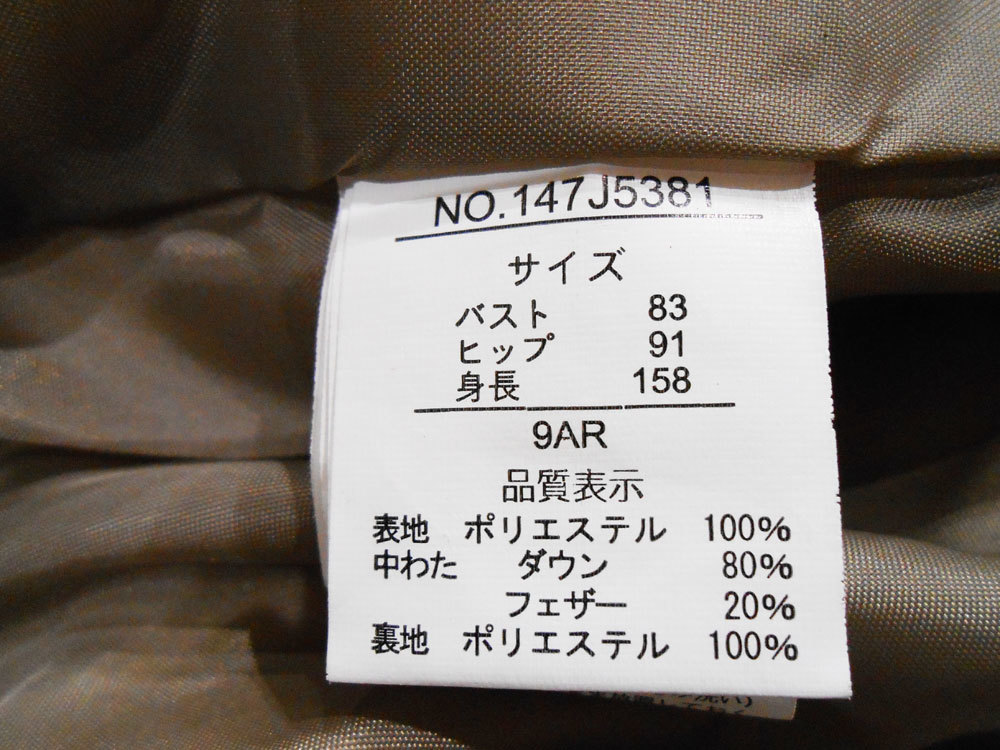 NO.147J5381
サイズ
バスト 83
ヒップ 91
身長 158
9AR
品質表示
表地 ポリエステル 100%
中わた ダウン 80%
フェザー 20%
裏地 ポリエステル 100%